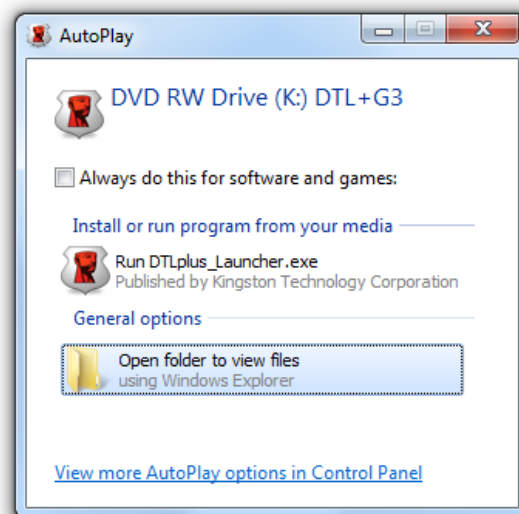 AutoPlay
DVD RW Drive (K:) DTL+G3
Always do this for software and games:
Install or run program from your media
Run DTLplus_Launcher.exe
Published by Kingston Technology Corporation
General options
Open folder to view files
using Windows Explorer
View more AutoPlay options in Control Panel